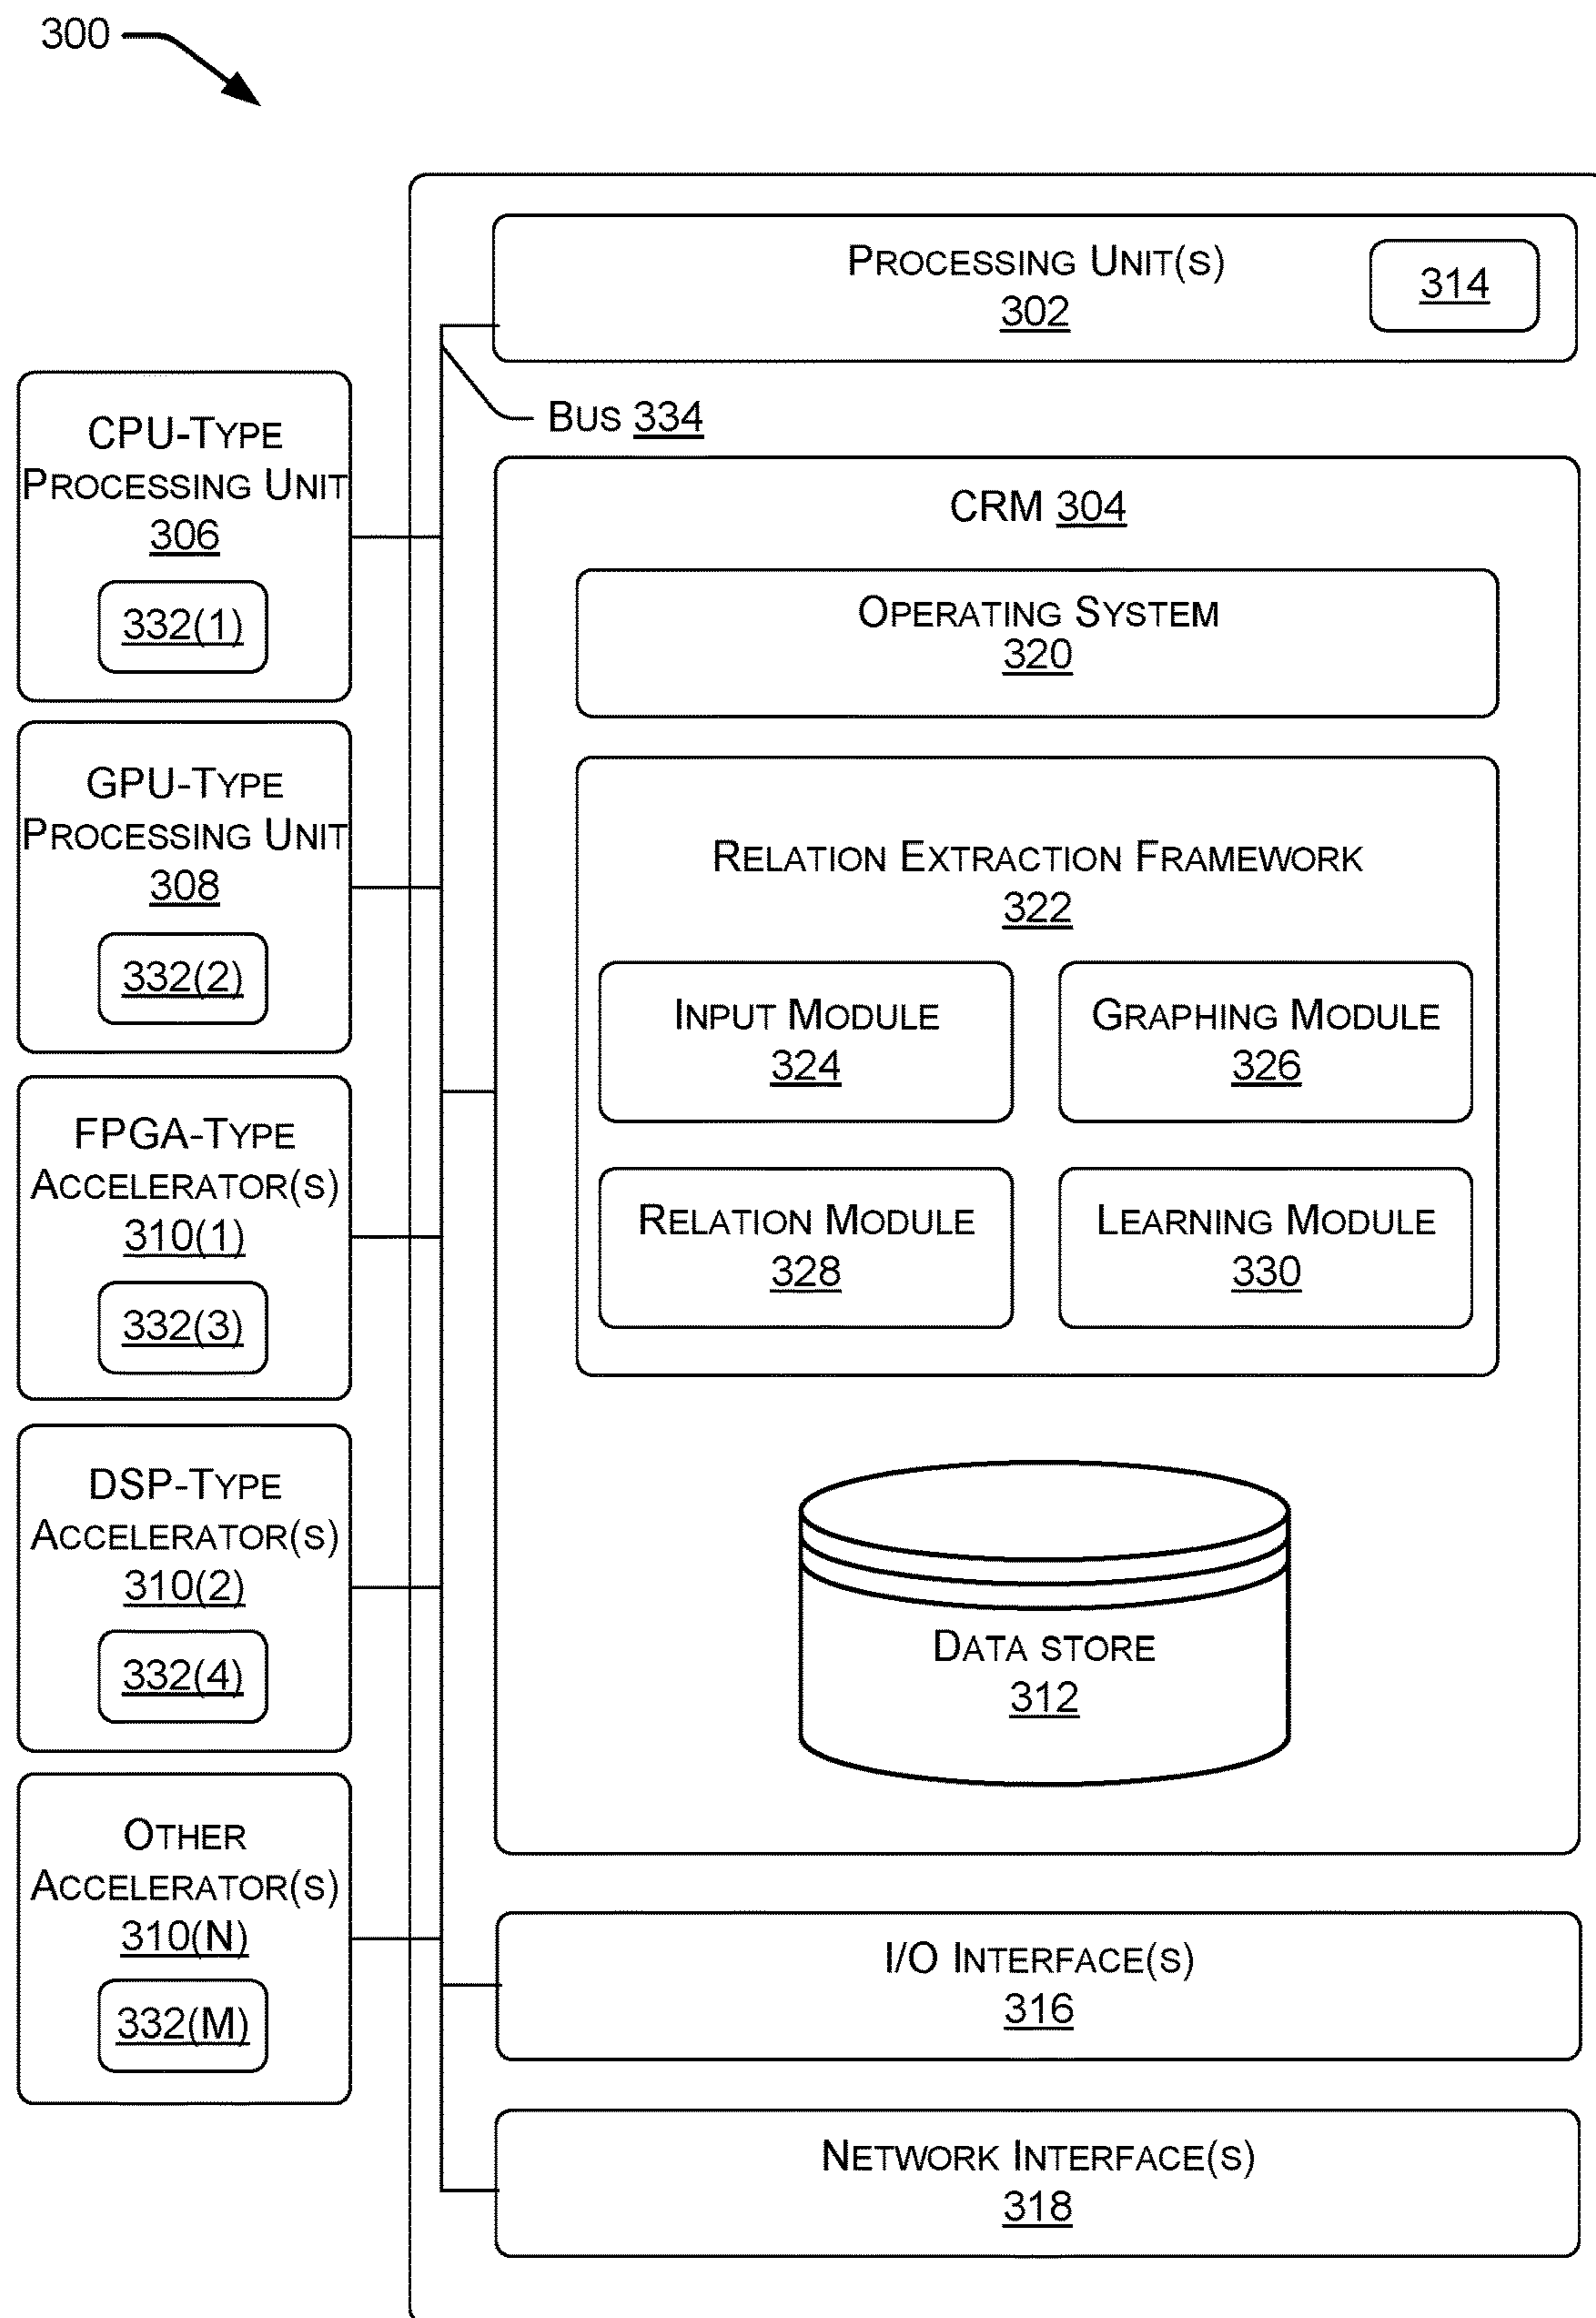 300
PROCESSING UNIT(S)
302
314
BUS 334
CPU-TYPE
PROCESSING UNIT
306
332(1)
GPU-TYPE
PROCESSING UNIT
308
332(2)
FPGA-TYPE
ACCELERATOR(S)
310(1)
332(3)
DSP-TYPE
ACCELERATOR(S)
310(2)
332(4)
OTHER
ACCELERATOR(S)
310(N)
332(M)
CRM 304
OPERATING SYSTEM
320
RELATION EXTRACTION FRAMEWORK
322
INPUT MODULE
324
GRAPHING MODULE
326
RELATION MODULE
328
LEARNING MODULE
330
DATA STORE
312
I/O INTERFACE(S)
316
NETWORK INTERFACE(S)
318